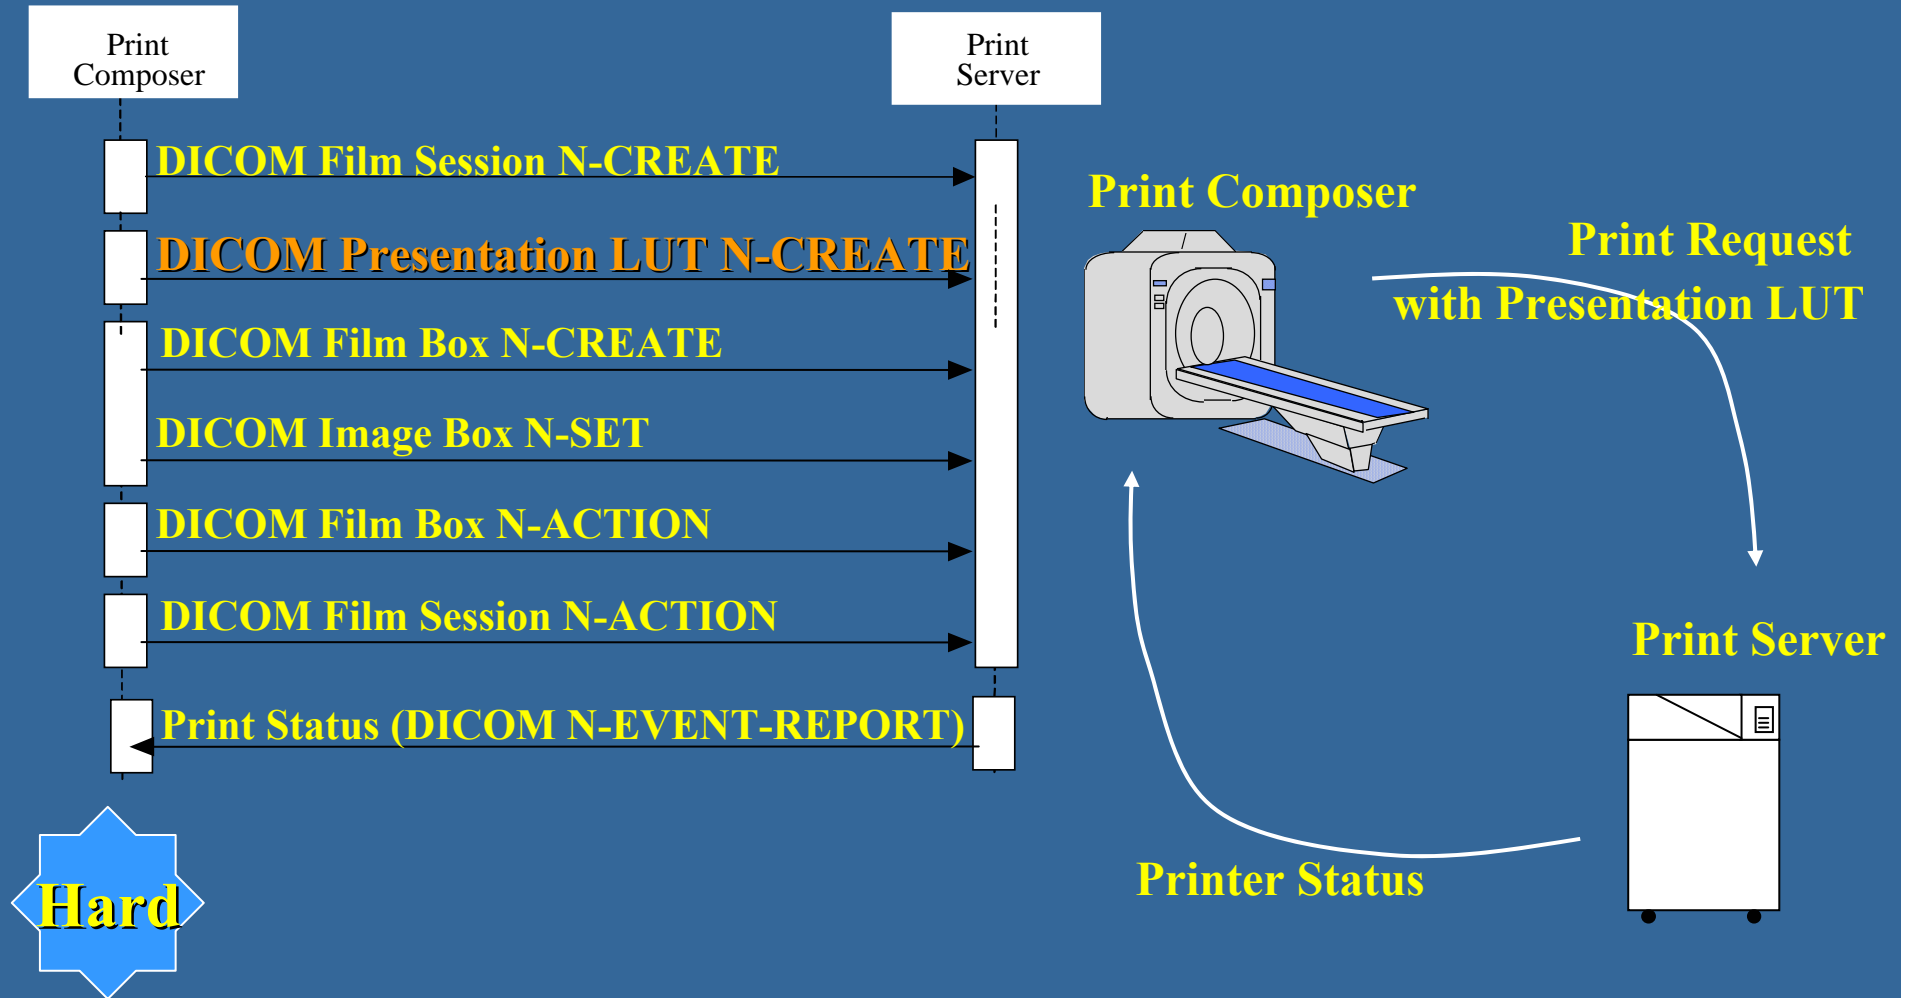 Print
Composer
Print
Server
DICOM Film Session N-CREATE
DICOM Presentation LUT N-CREATE
DICOM Film Box N-CREATE
DICOM Image Box N-SET
DICOM Film Box N-ACTION
DICOM Film Session N-ACTION
Print Status (DICOM N-EVENT-REPORT)
Hard
Print Composer
Print Request
with Presentation LUT
Print Server
Printer Status